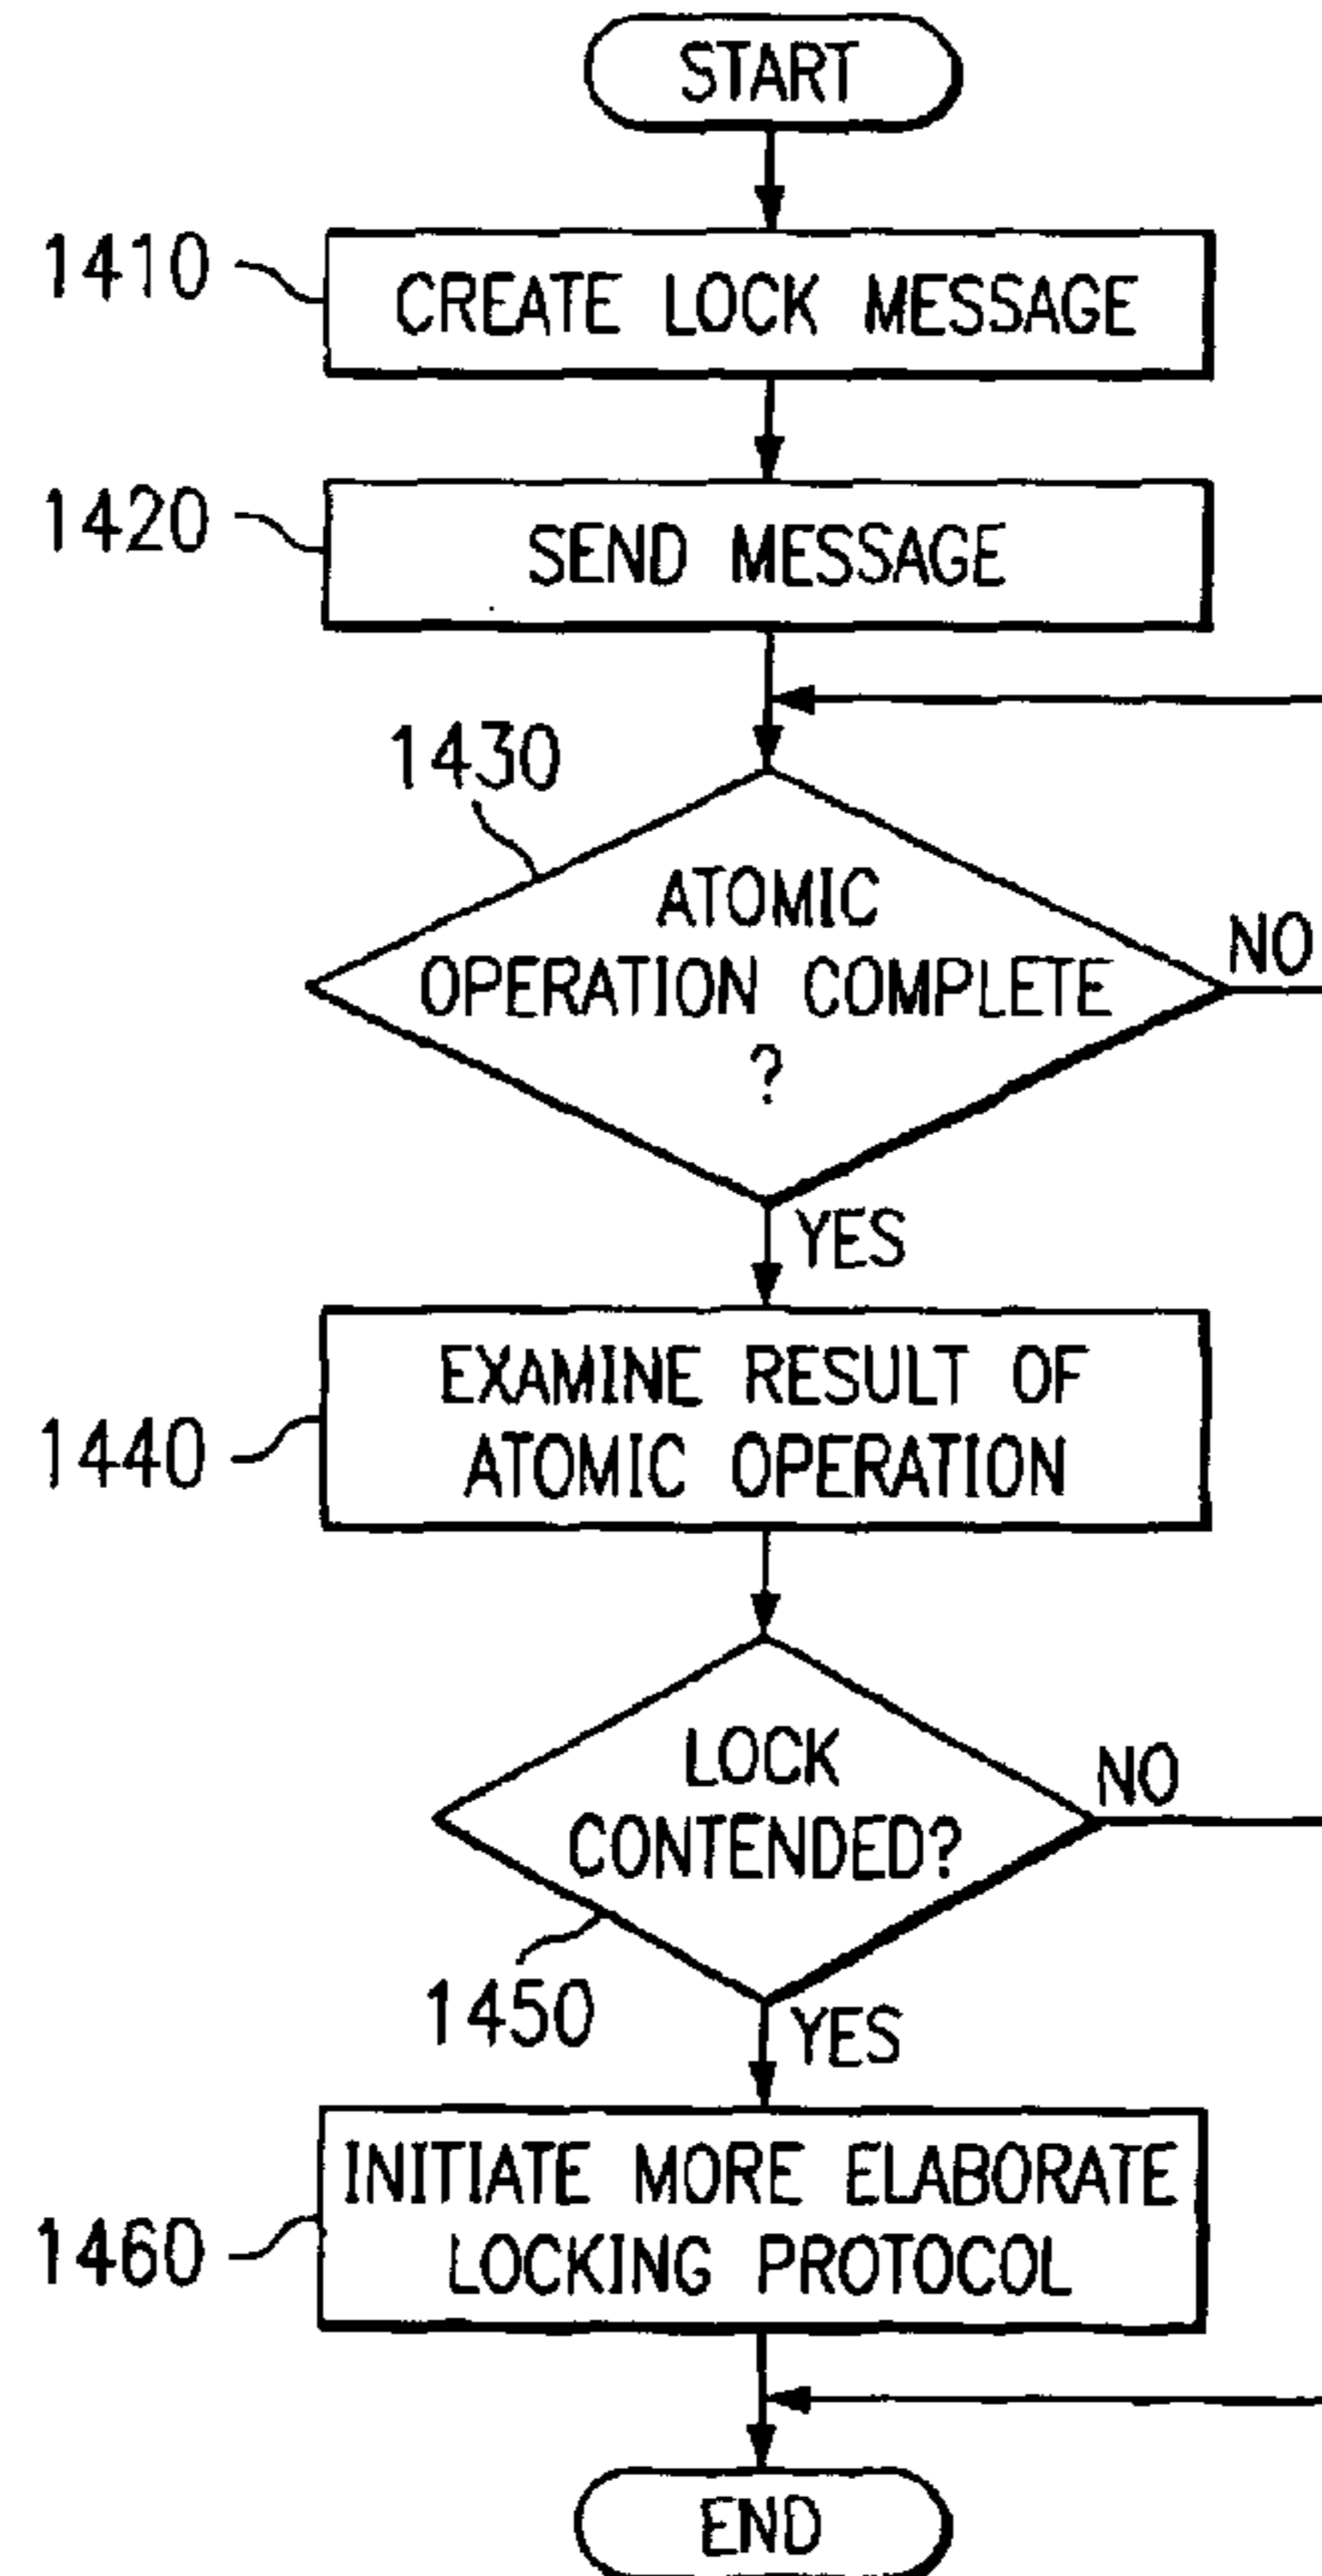 START
1410
CREATE LOCK MESSAGE
1420
SEND MESSAGE
1430
ATOMIC
OPERATION COMPLETE
?
NO
YES
1440
EXAMINE RESULT OF
ATOMIC OPERATION
LOCK
CONTENDED?
NO
1450
YES
1460
INITIATE MORE ELABORATE
LOCKING PROTOCOL
END